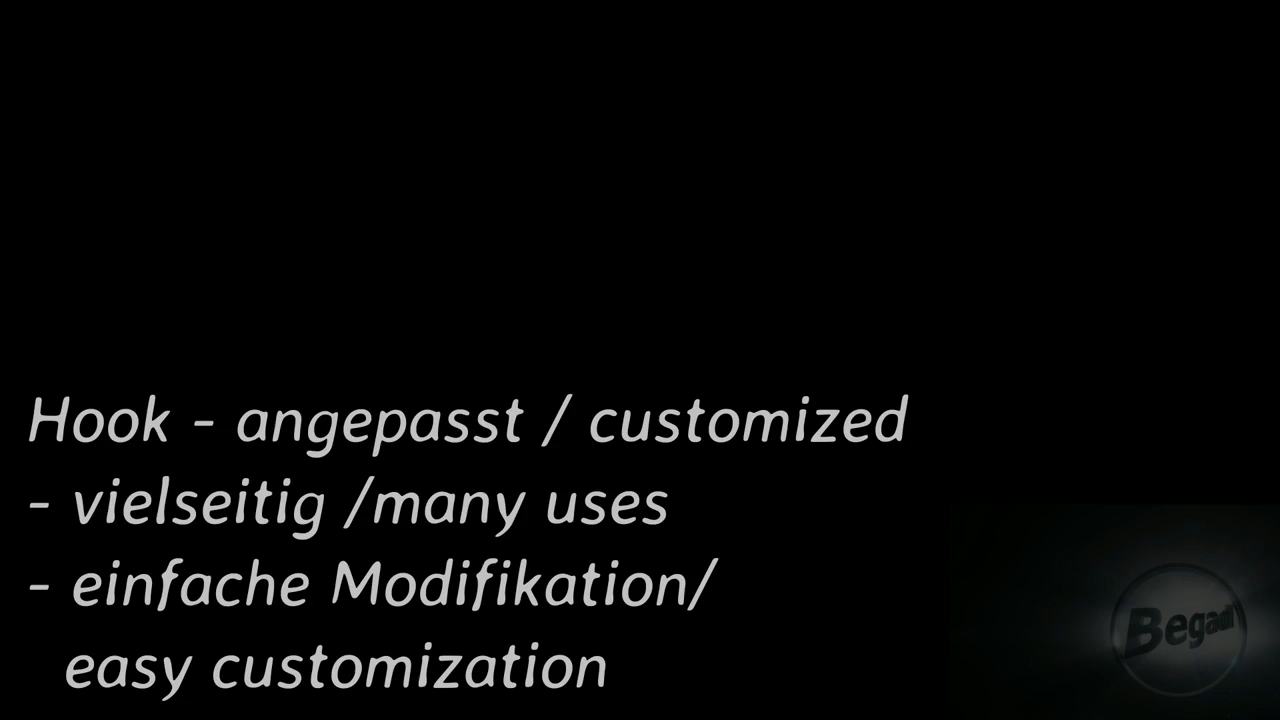 Hook - angepasst / customized
- vielseitig /many uses
- einfache Modifikation/
easy customization
Begadi